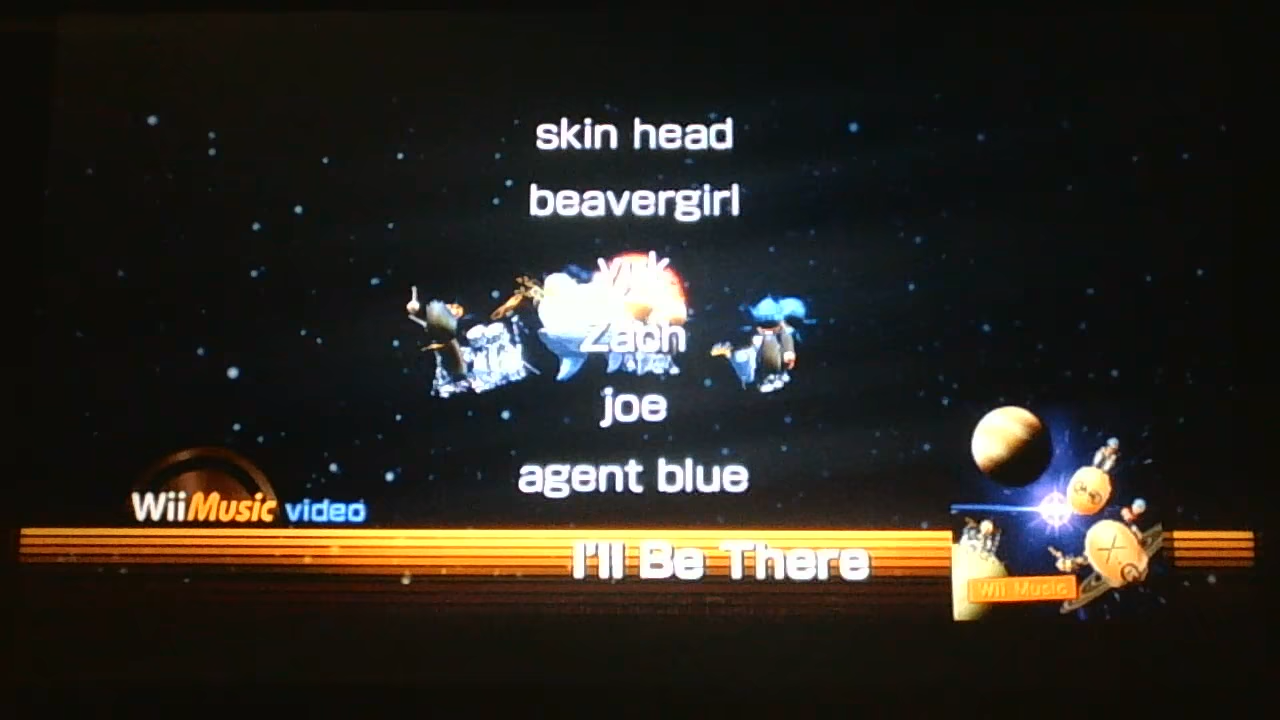 skin head
beavergirl
Zach
joe
agent blue
WiiMusic video
I'll Be There
Wii Music